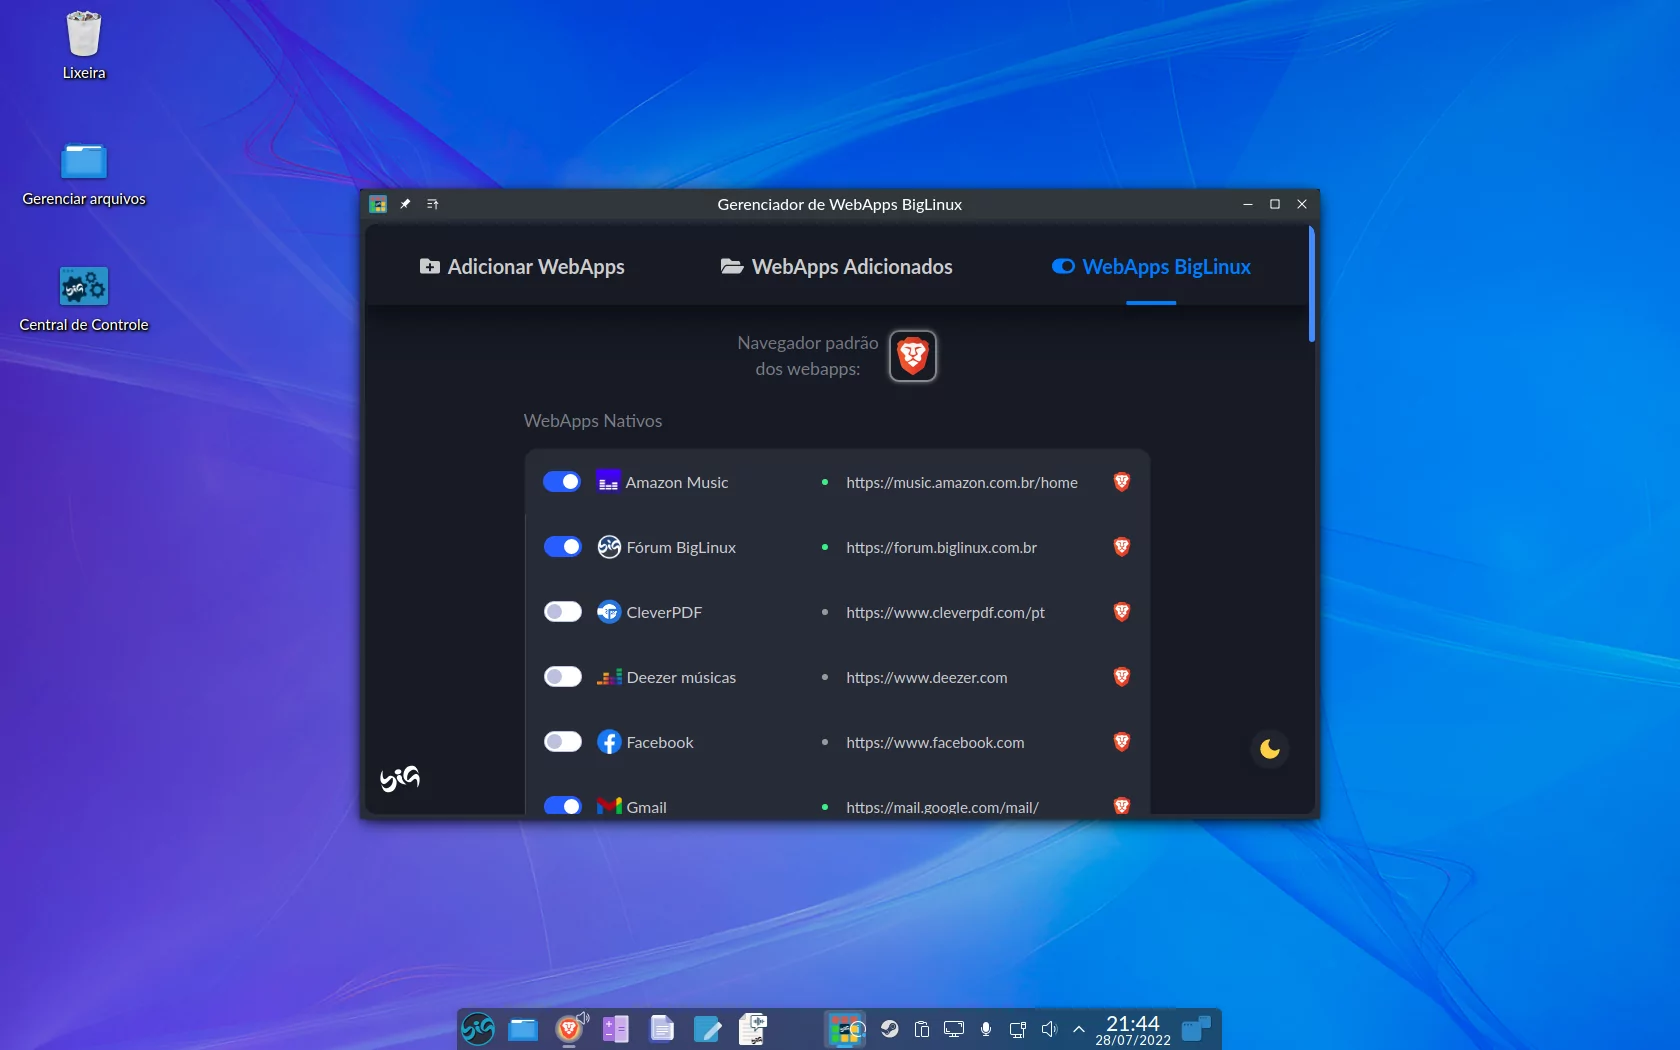 Lixeira
Gerenciar arquivos
Central de Controle
Gerenciador de WebApps BigLinux
Adicionar WebApps
WebApps Adicionados
WebApps BigLinux
Navegador padrão
dos webapps:
WebApps Nativos
Amazon Music https://music.amazon.com.br/home
Fórum BigLinux https://forum.biglinux.com.br
CleverPDF https://www.cleverpdf.com/pt
Deezer músicas https://www.deezer.com
Facebook https://www.facebook.com
Gmail https://mail.google.com/mail/
big
21:44
28/07/2022